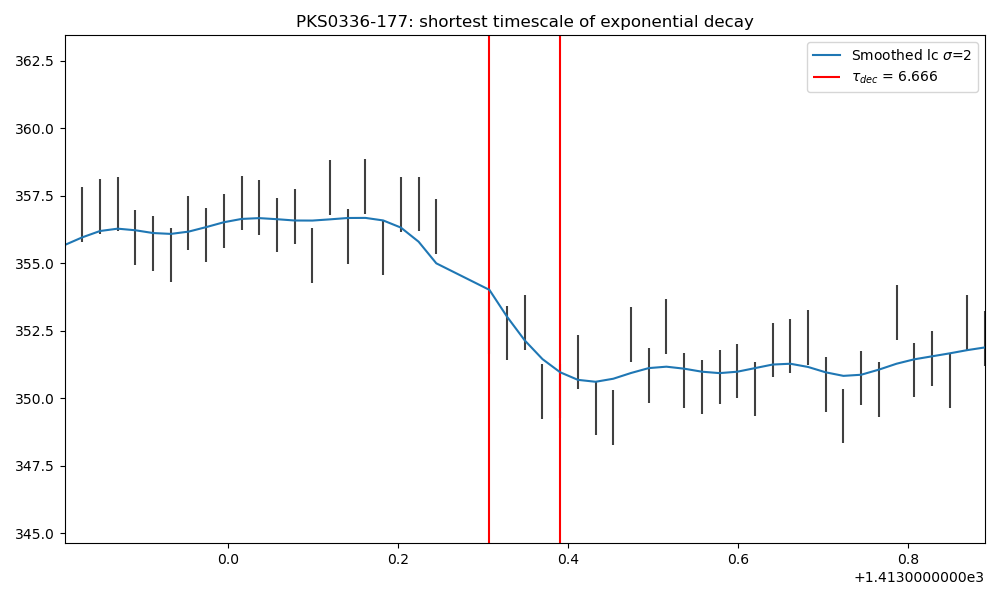 PKS0336-177: shortest timescale of exponential decay
Smoothed lc σ=2
τ_dec = 6.666
362.5
360.0
357.5
355.0
352.5
350.0
347.5
345.0
0.0 0.2 0.4 0.6 0.8
+1.4130000000e3